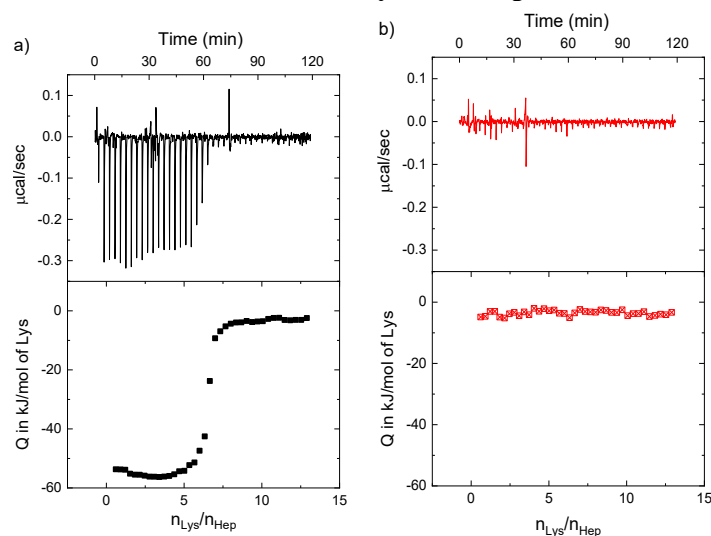 a)
Time (min)
0 30 60 90 120
0.1
0.0
-0.1
-0.2
-0.3
μcal/sec
0
-20
-40
-60
Q in kJ/mol of Lys
0 5 10 15
nLys/nHep
b)
Time (min)
0 30 60 90 120
0.1
0.0
-0.1
-0.2
-0.3
μcal/sec
0
-20
-40
-60
Q in kJ/mol of Lys
0 5 10 15
nLys/nHep